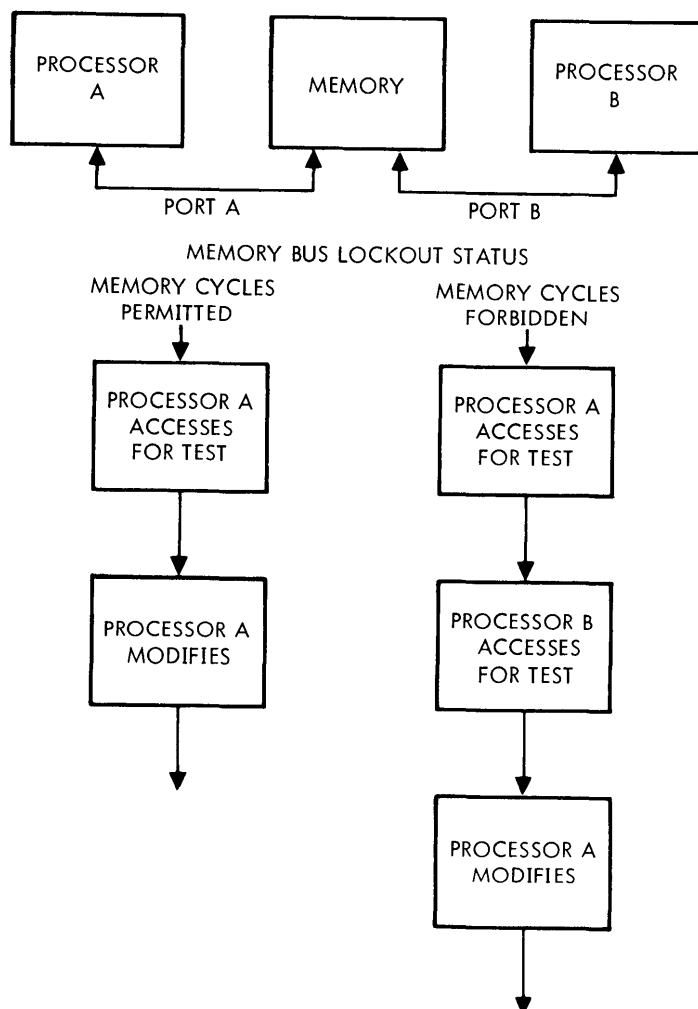 PROCESSOR
A
MEMORY
PROCESSOR
B
PORT A
PORT B
MEMORY BUS LOCKOUT STATUS
MEMORY CYCLES
PERMITTED
MEMORY CYCLES
FORBIDDEN
PROCESSOR A
ACCESSES
FOR TEST
PROCESSOR A
ACCESSES
FOR TEST
PROCESSOR A
MODIFIES
PROCESSOR B
ACCESSES
FOR TEST
PROCESSOR A
MODIFIES